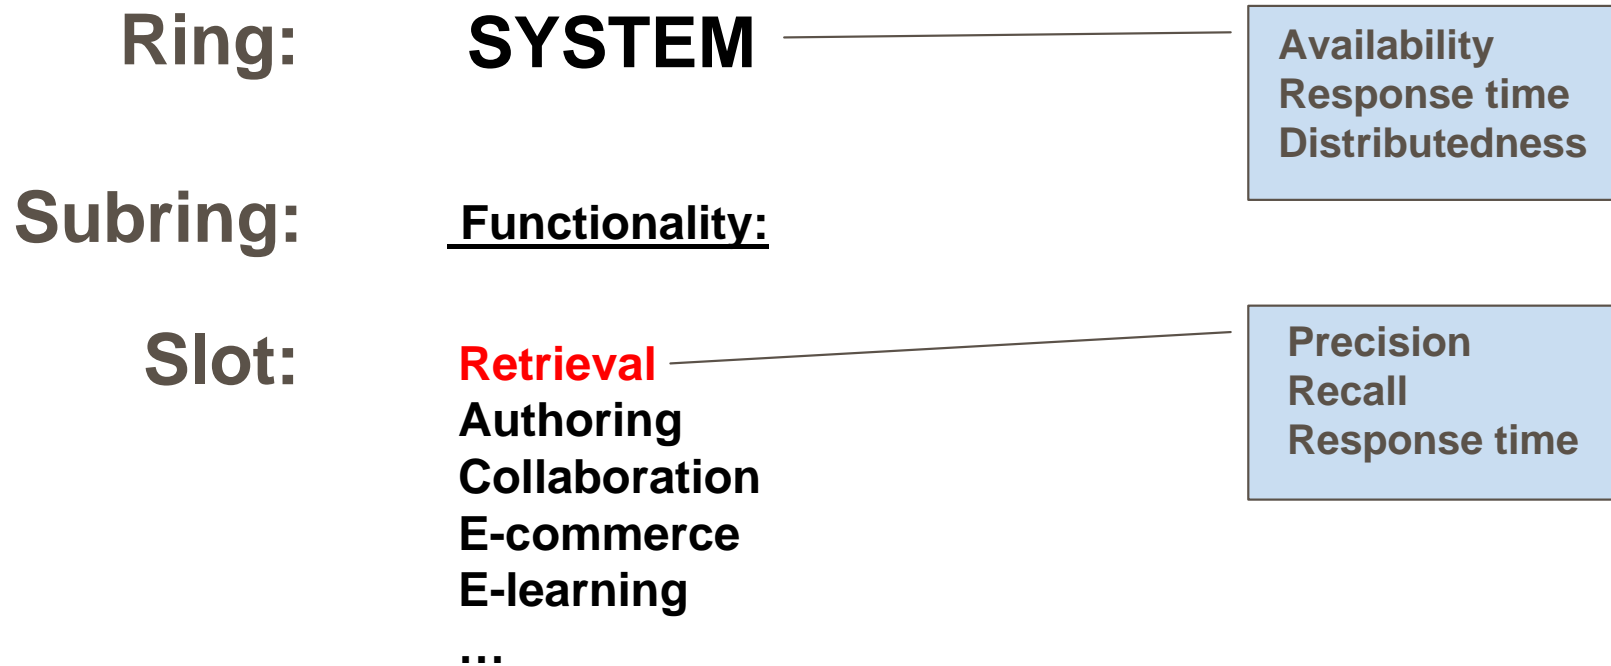 Ring: SYSTEM
Availability
Response time
Distributedness
Subring: Functionality:
Slot: Retrieval
Authoring
Collaboration
E-commerce
E-learning
...
Precision
Recall
Response time